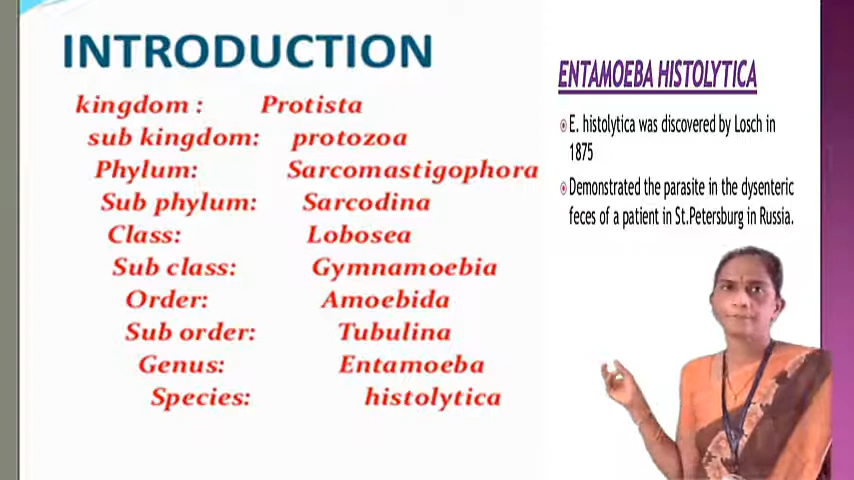 INTRODUCTION
kingdom : Protista
sub kingdom: protozoa
Phylum: Sarcomastigophora
Sub phylum: Sarcodina
Class: Lobosea
Sub class: Gymnamoebia
Order: Amoebida
Sub order: Tubulina
Genus: Entamoeba
Species: histolytica
ENTAMOEBA HISTOLYTICA
E. histolytica was discovered by Losch in
1875
Demonstrated the parasite in the dysenteric
feces of a patient in St.Petersburg in Russia.